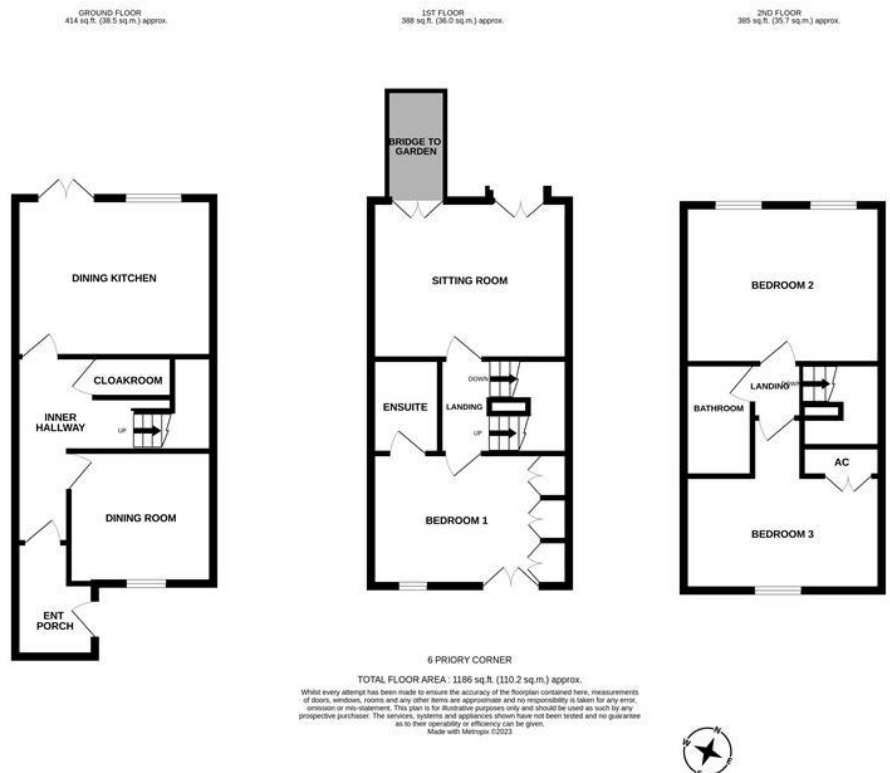 GROUND FLOOR
414 sq.ft. (38.5 sq.m.) approx.
1ST FLOOR
388 sq.ft. (36.0 sq.m.) approx.
2ND FLOOR
385 sq.ft. (35.7 sq.m.) approx.
BRIDGE TO
GARDEN
DINING KITCHEN
CLOAKROOM
INNER
HALLWAY
UP
DINING ROOM
ENT
PORCH
SITTING ROOM
DOWN
ENSUITE
LANDING
UP
BEDROOM 1
BEDROOM 2
LANDING
DOWN
BATHROOM
AC
BEDROOM 3
6 PRIORY CORNER
TOTAL FLOOR AREA : 1186 sq.ft. (110.2 sq.m.) approx.
Whilst every attempt has been made to ensure the accuracy of the floorplan contained here, measurements
of doors, windows, rooms and any other items are approximate and no responsibility is taken for any error,
omission or mis-statement. This plan is for illustrative purposes only and should be used as such by any
prospective purchaser. The services, systems and appliances shown have not been tested and no guarantee
as to their operability or efficiency can be given.
Made with Metropix ©2023
N
W
E
S